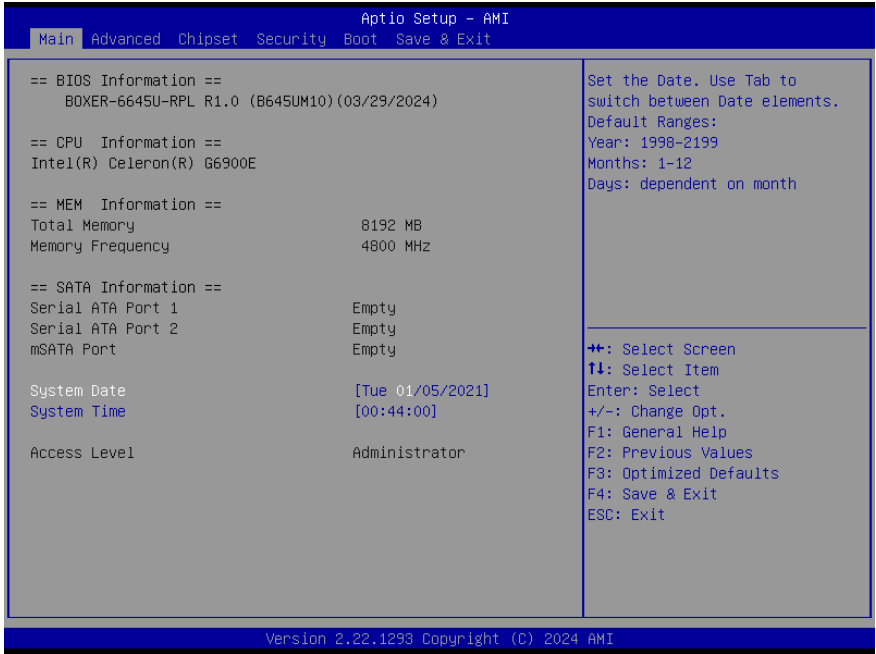 Aptio Setup – AMI
Main Advanced Chipset Security Boot Save & Exit
== BIOS Information ==
BOXER-6645U-RPL R1.0 (B645UM10)(03/29/2024)
== CPU Information ==
Intel(R) Celeron(R) G6900E
== MEM Information ==
Total Memory 8192 MB
Memory Frequency 4800 MHz
== SATA Information ==
Serial ATA Port 1 Empty
Serial ATA Port 2 Empty
mSATA Port Empty
System Date [Tue 01/05/2021]
System Time [00:44:00]
Access Level Administrator
Set the Date. Use Tab to
switch between Date elements.
Default Ranges:
Year: 1998-2199
Months: 1-12
Days: dependent on month
→←: Select Screen
↑↓: Select Item
Enter: Select
+/-: Change Opt.
F1: General Help
F2: Previous Values
F3: Optimized Defaults
F4: Save & Exit
ESC: Exit
Version 2.22.1293 Copyright (C) 2024 AMI